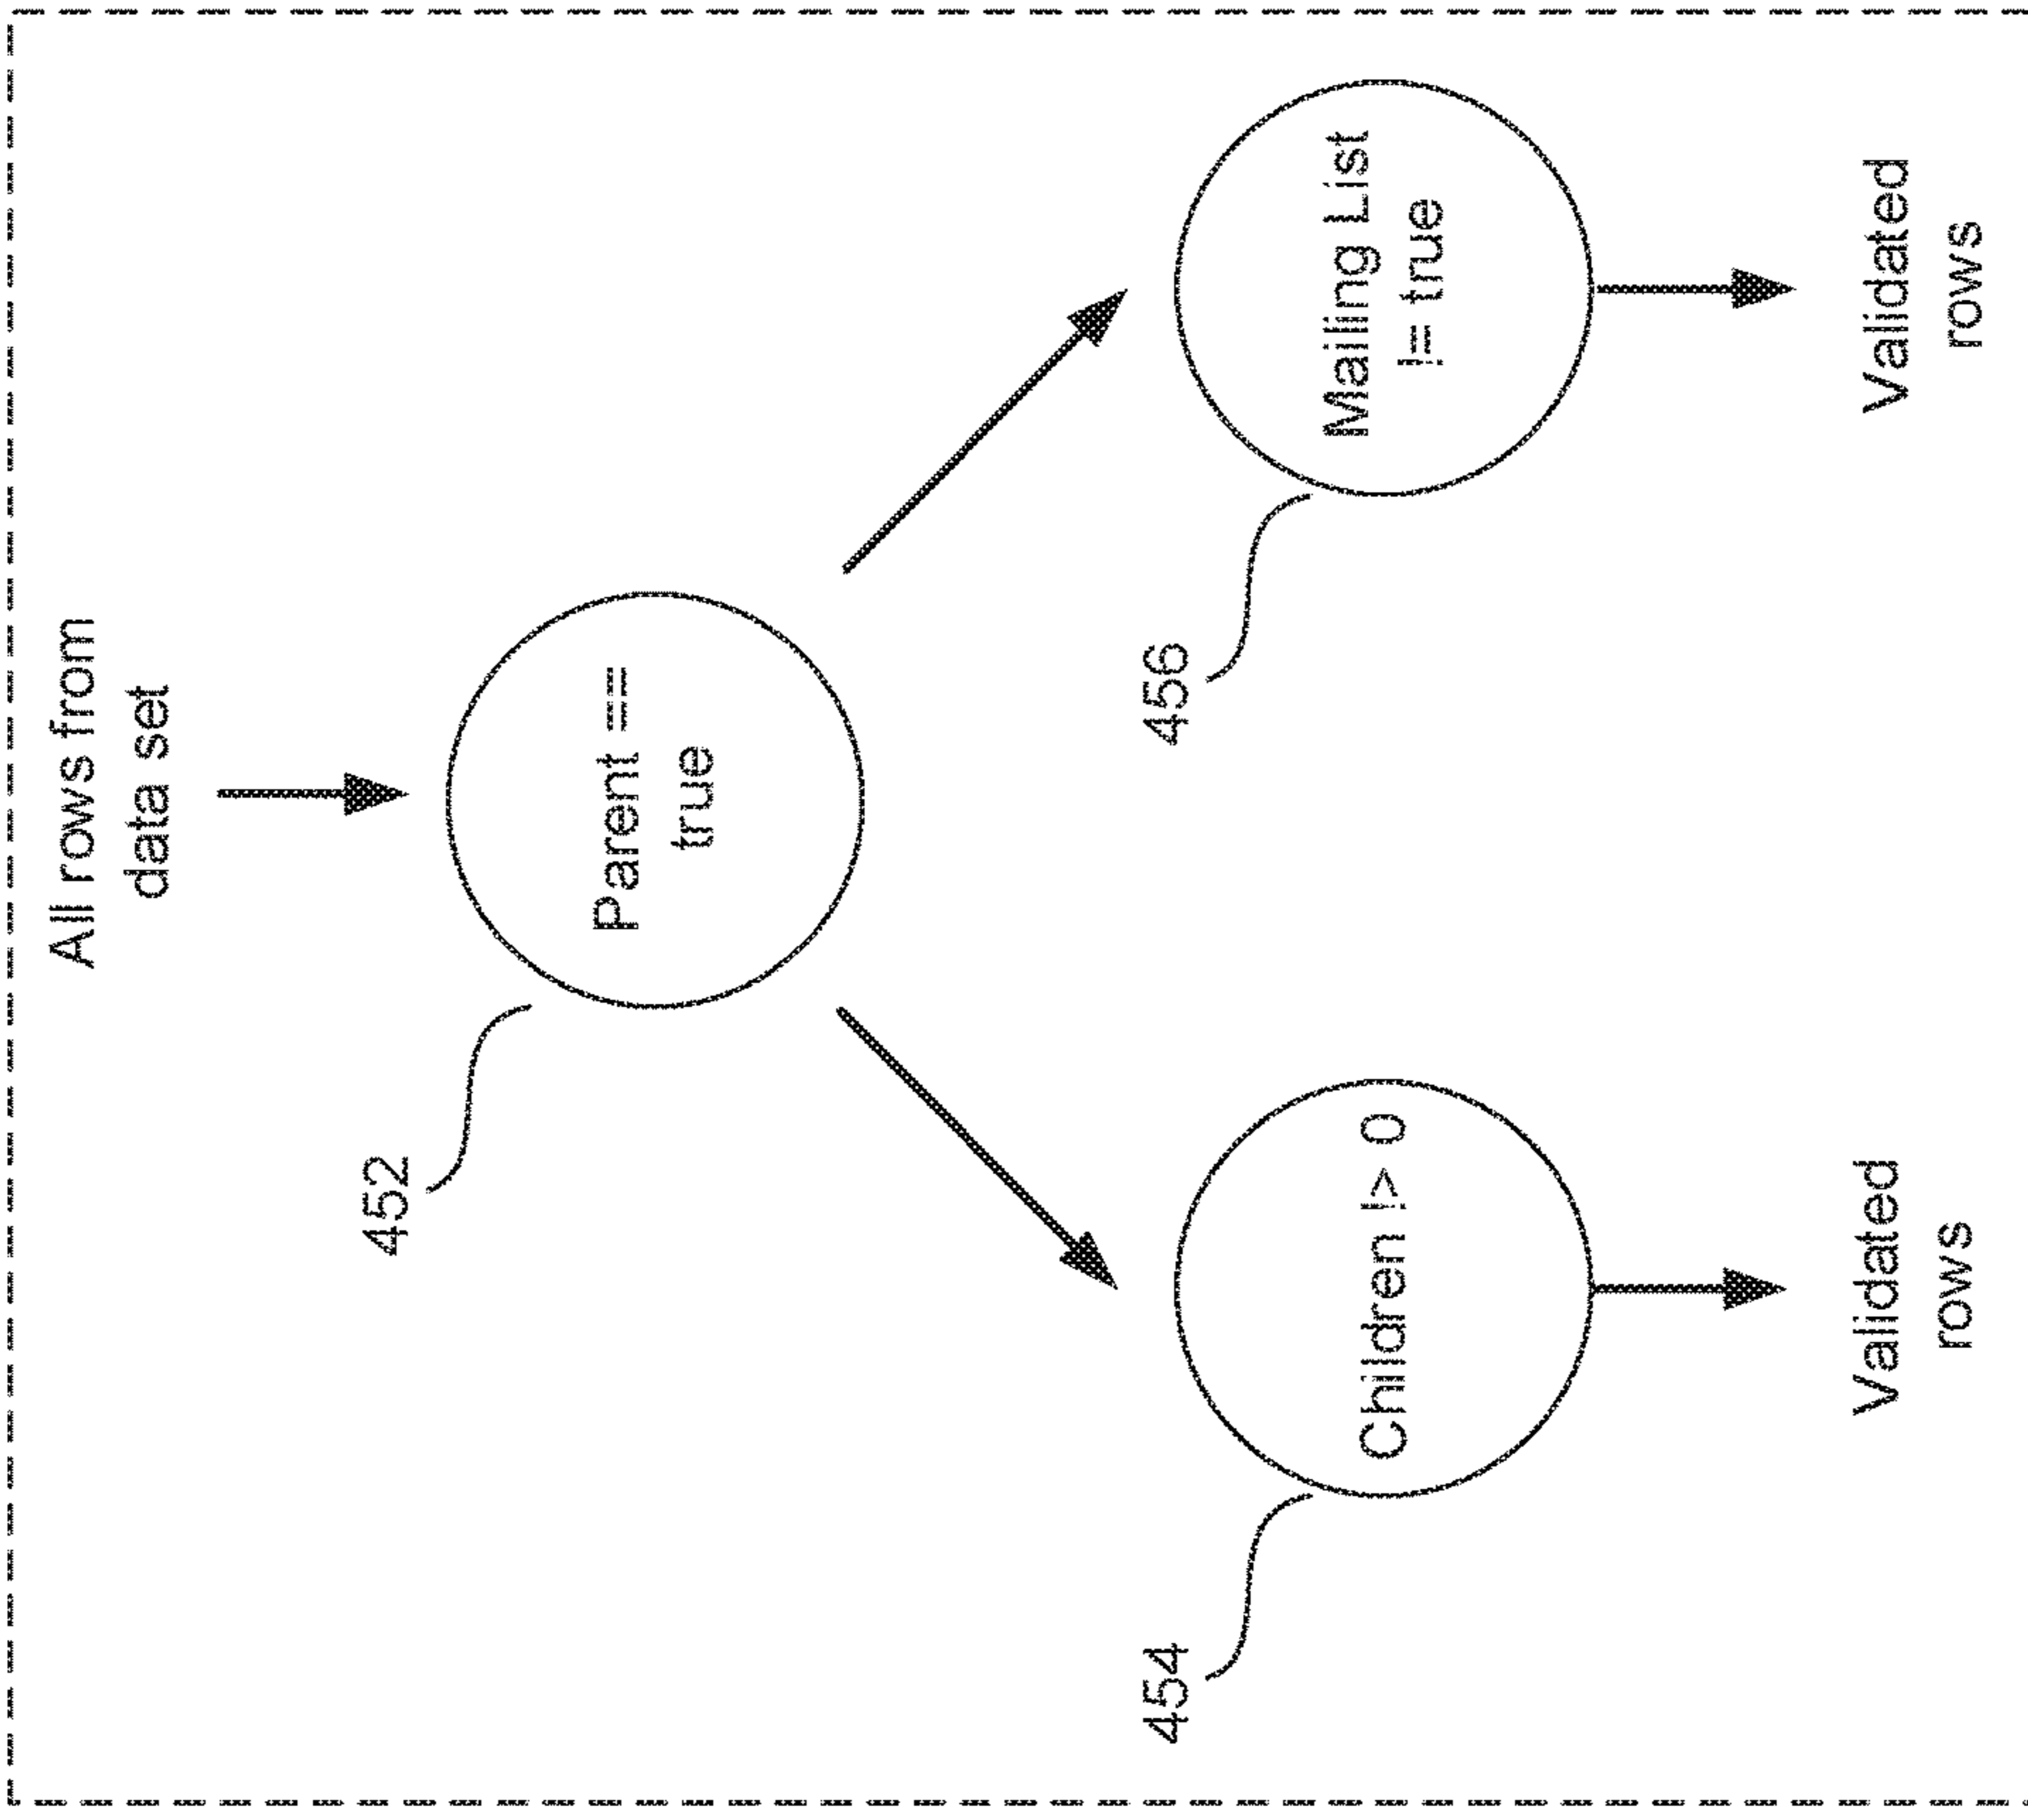 All rows from
data set
452
Parent ==
true
454
Children !> 0
456
Mailing List
!= true
Validated
rows
Validated
rows